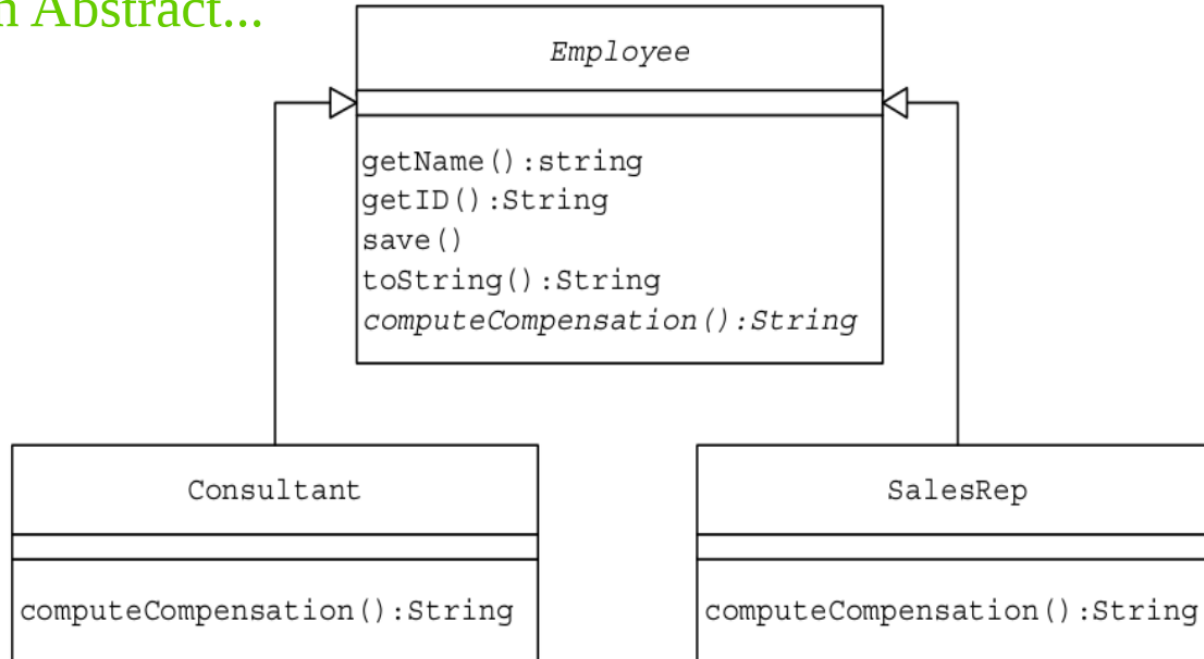 n Abstract...
Employee
getName():string
getID():String
save()
toString():String
computeCompensation():String
Consultant
SalesRep
computeCompensation():String
computeCompensation():String